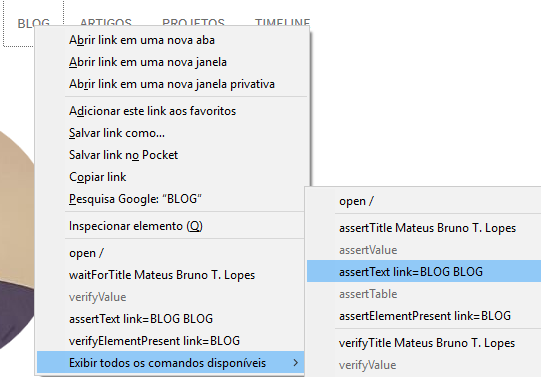 BLOG ARTIGOS PROJETOS TIMELINE
Abrir link em uma nova aba
Abrir link em uma nova janela
Abrir link em uma nova janela privativa
Adicionar este link aos favoritos
Salvar link como...
Salvar link no Pocket
Copiar link
Pesquisa Google: “BLOG”
Inspecionar elemento (Q)
open /
waitForTitle Mateus Bruno T. Lopes
verifyValue
assertText link=BLOG BLOG
verifyElementPresent link=BLOG
Exibir todos os comandos disponíveis
open /
assertTitle Mateus Bruno T. Lopes
assertValue
assertText link=BLOG BLOG
assertTable
assertElementPresent link=BLOG
verifyTitle Mateus Bruno T. Lopes
verifyValue